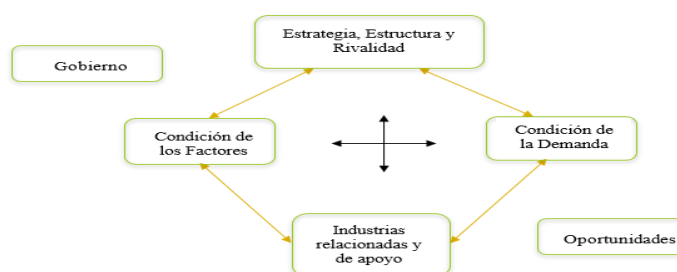 Estrategia, Estructura y
Rivalidad
Gobierno
Condición de
los Factores
Condición de
la Demanda
Industrias
relacionadas y
de apoyo
Oportunidades